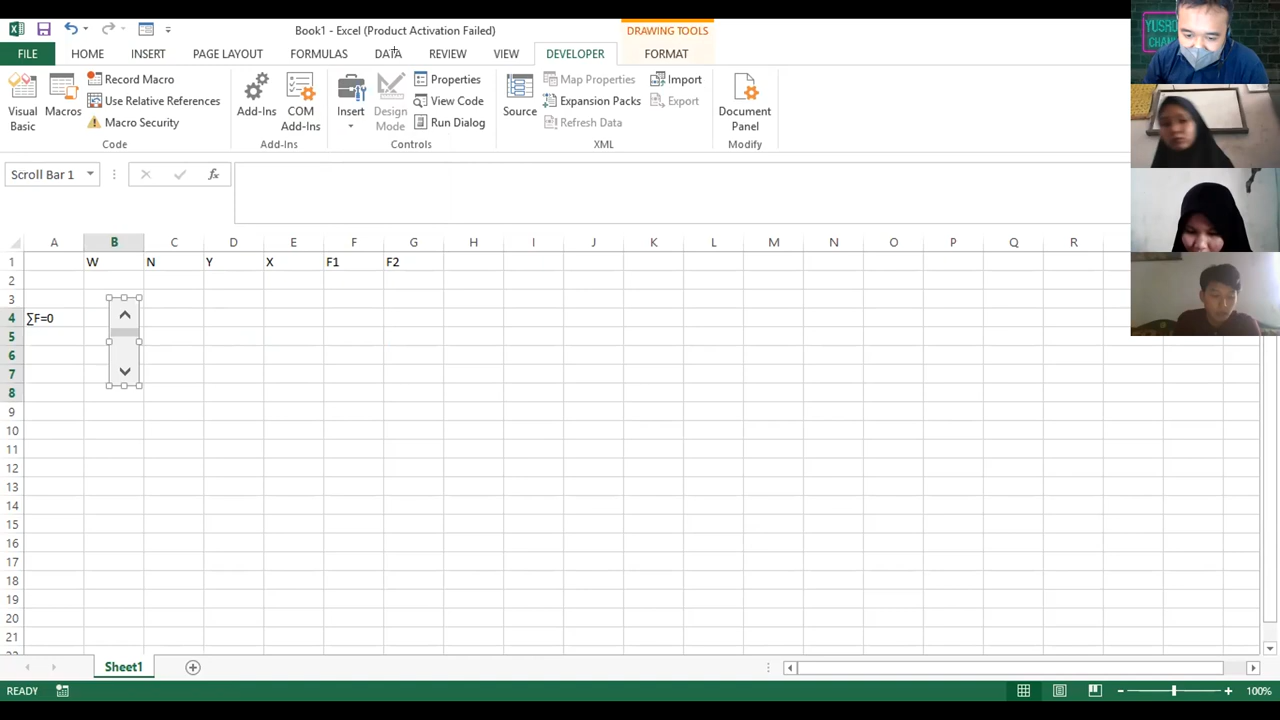 Book1 - Excel (Product Activation Failed)
DRAWING TOOLS
FILE HOME INSERT PAGE LAYOUT FORMULAS DATA REVIEW VIEW DEVELOPER FORMAT
Visual Basic
Macros
Record Macro
Use Relative References
Macro Security
Code
Add-Ins
COM Add-Ins
Add-Ins
Insert
Design Mode
Properties
View Code
Run Dialog
Controls
Source
Map Properties
Expansion Packs
Refresh Data
Import
Export
XML
Document Panel
Modify
Scroll Bar 1
fx
A B C D E F G H I J K L M N O P Q R
1 W N Y X F1 F2
2
3
4 ∑F=0
5
6
7
8
9
10
11
12
13
14
15
16
17
18
19
20
21
Sheet1
READY
100%
YUSRO
CHAN